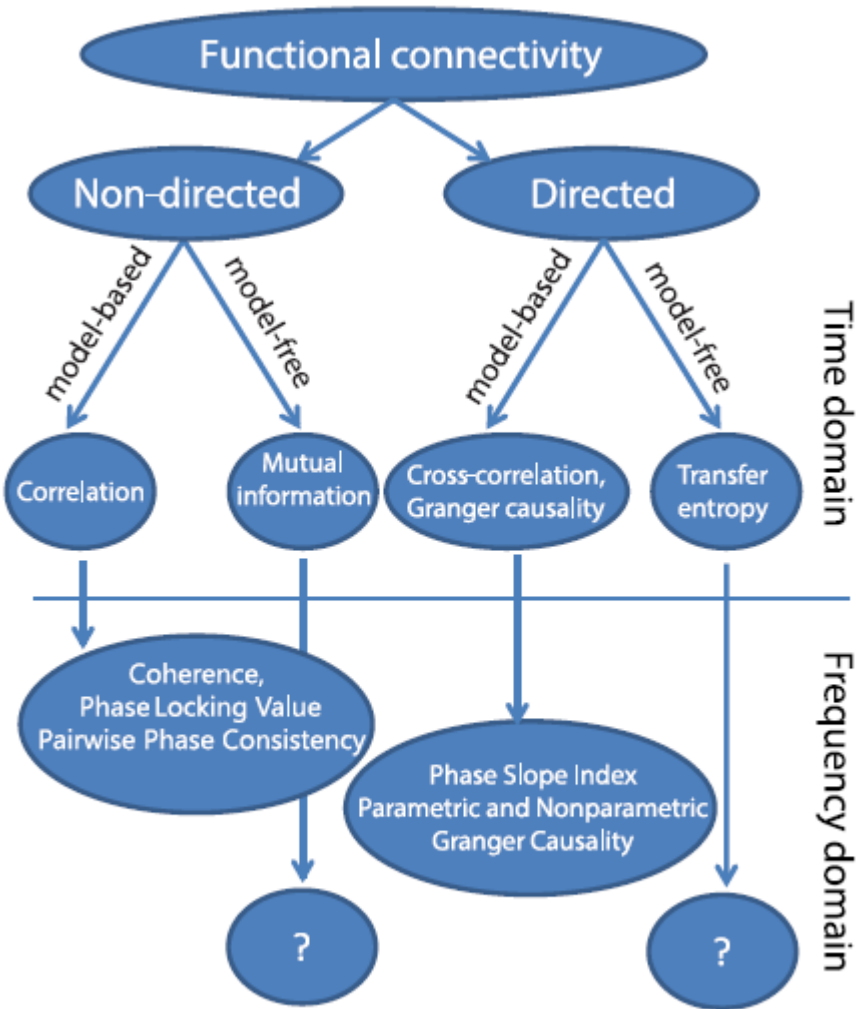 Functional connectivity
Non-directed
Directed
model-based
model-free
model-based
model-free
Time domain
Correlation
Mutual
information
Cross-correlation,
Granger causality
Transfer
entropy
Coherence,
Phase Locking Value
Pairwise Phase Consistency
Phase Slope Index
Parametric and Nonparametric
Granger Causality
Frequency domain
?
?